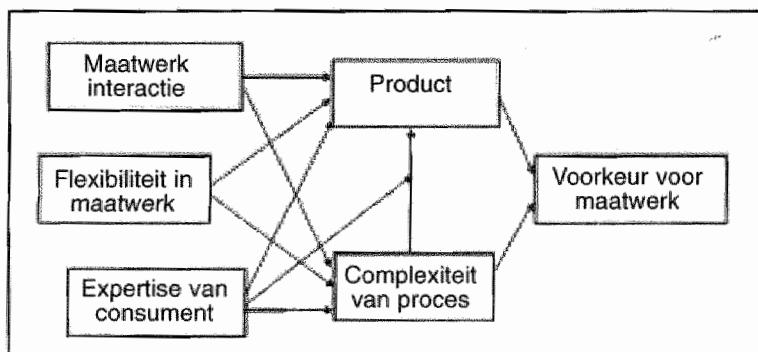 Maatwerk
interactie
Product
Flexibiliteit in
maatwerk
Voorkeur voor
maatwerk
Expertise van
consument
Complexiteit
van proces